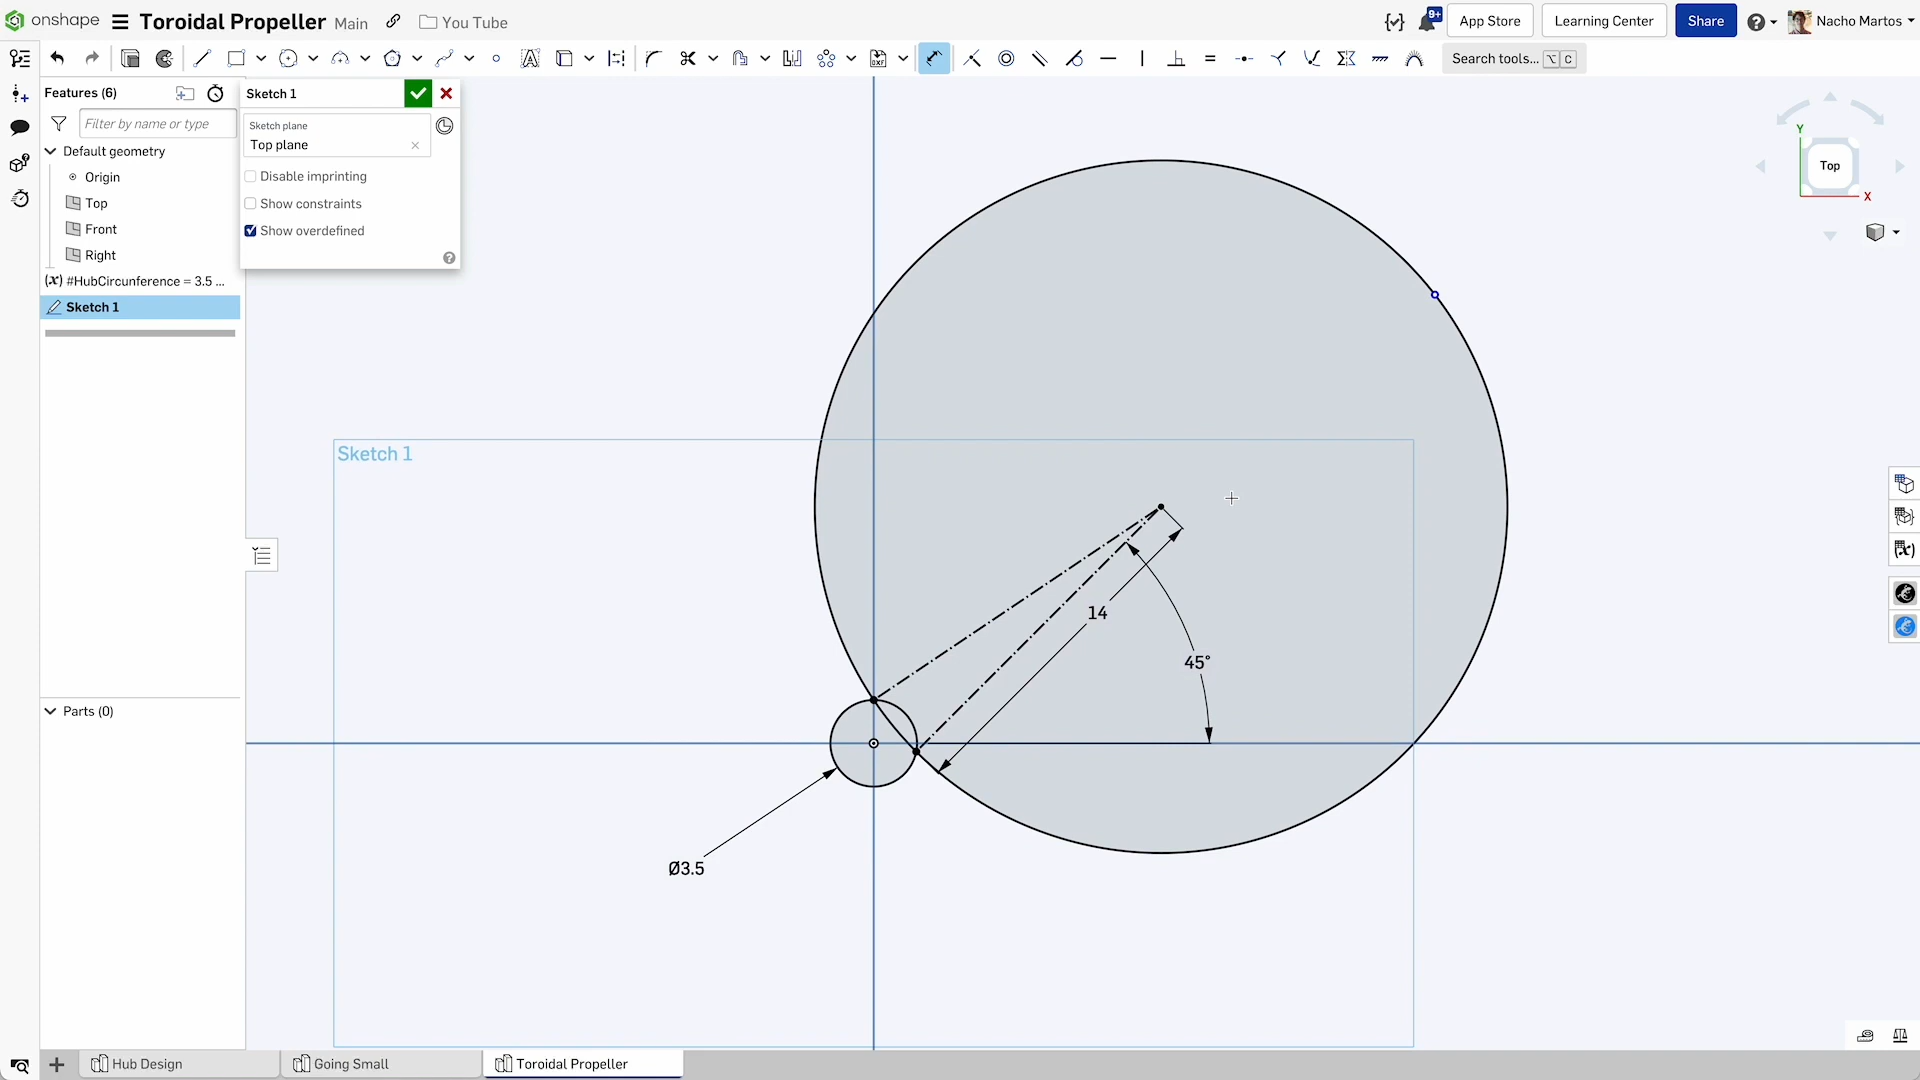 onshape Toroidal Propeller Main You Tube 9+ App Store Learning Center Share Nacho Martos
Search tools... ⌥ C
Features (6)
Filter by name or type
Default geometry
Origin
Top
Front
Right
(x) #HubCircunference = 3.5 ...
Sketch 1
Parts (0)
Sketch 1
Sketch plane
Top plane
Disable imprinting
Show constraints
Show overdefined
Sketch 1
14
45°
Ø3.5
Y
Top
X
(x)
Hub Design
Going Small
Toroidal Propeller